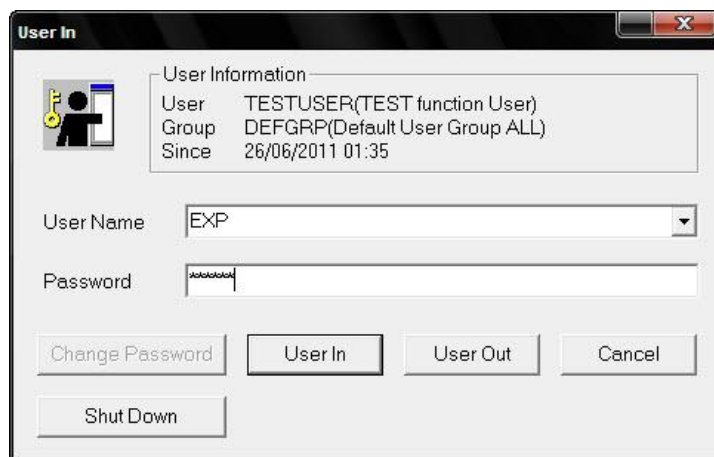 User In
User Information
User TESTUSER(TEST function User)
Group DEFGRP(Default User Group ALL)
Since 26/06/2011 01:35
User Name EXP
Password *******
Change Password User In User Out Cancel
Shut Down